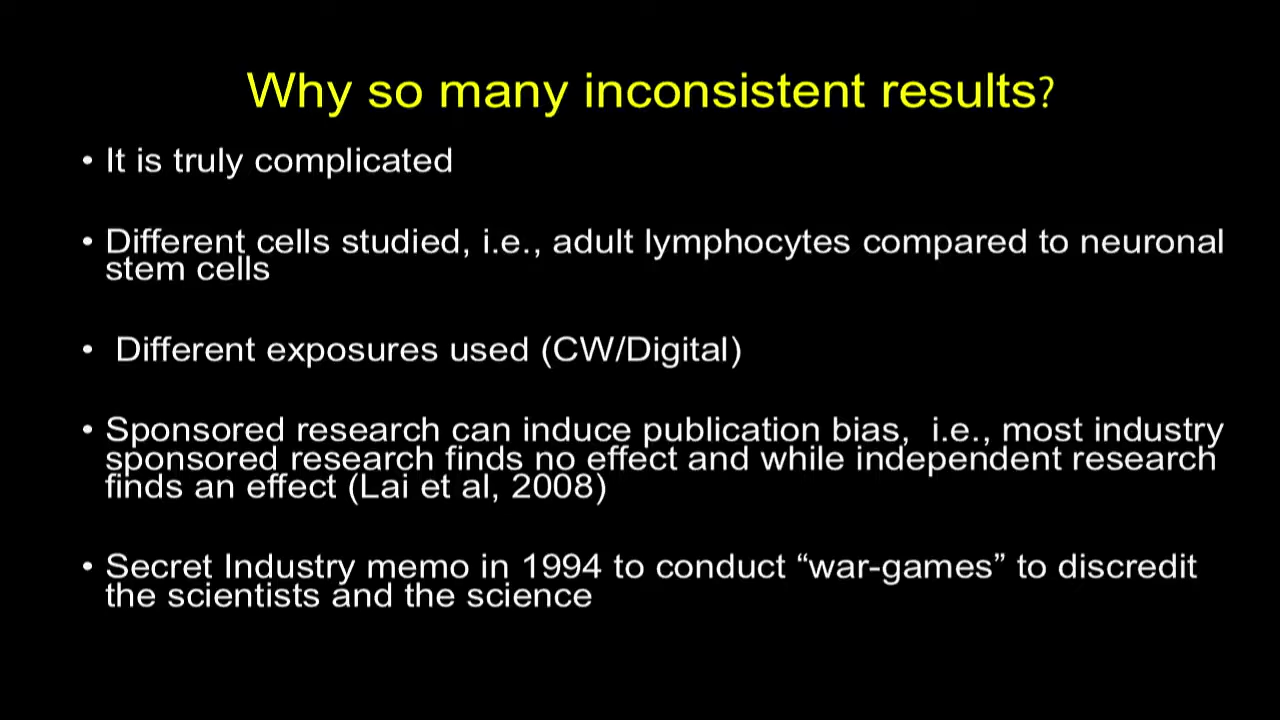 Why so many inconsistent results?
• It is truly complicated
• Different cells studied, i.e., adult lymphocytes compared to neuronal
stem cells
• Different exposures used (CW/Digital)
• Sponsored research can induce publication bias,  i.e., most industry
sponsored research finds no effect and while independent research
finds an effect (Lai et al, 2008)
• Secret Industry memo in 1994 to conduct “war-games” to discredit
the scientists and the science